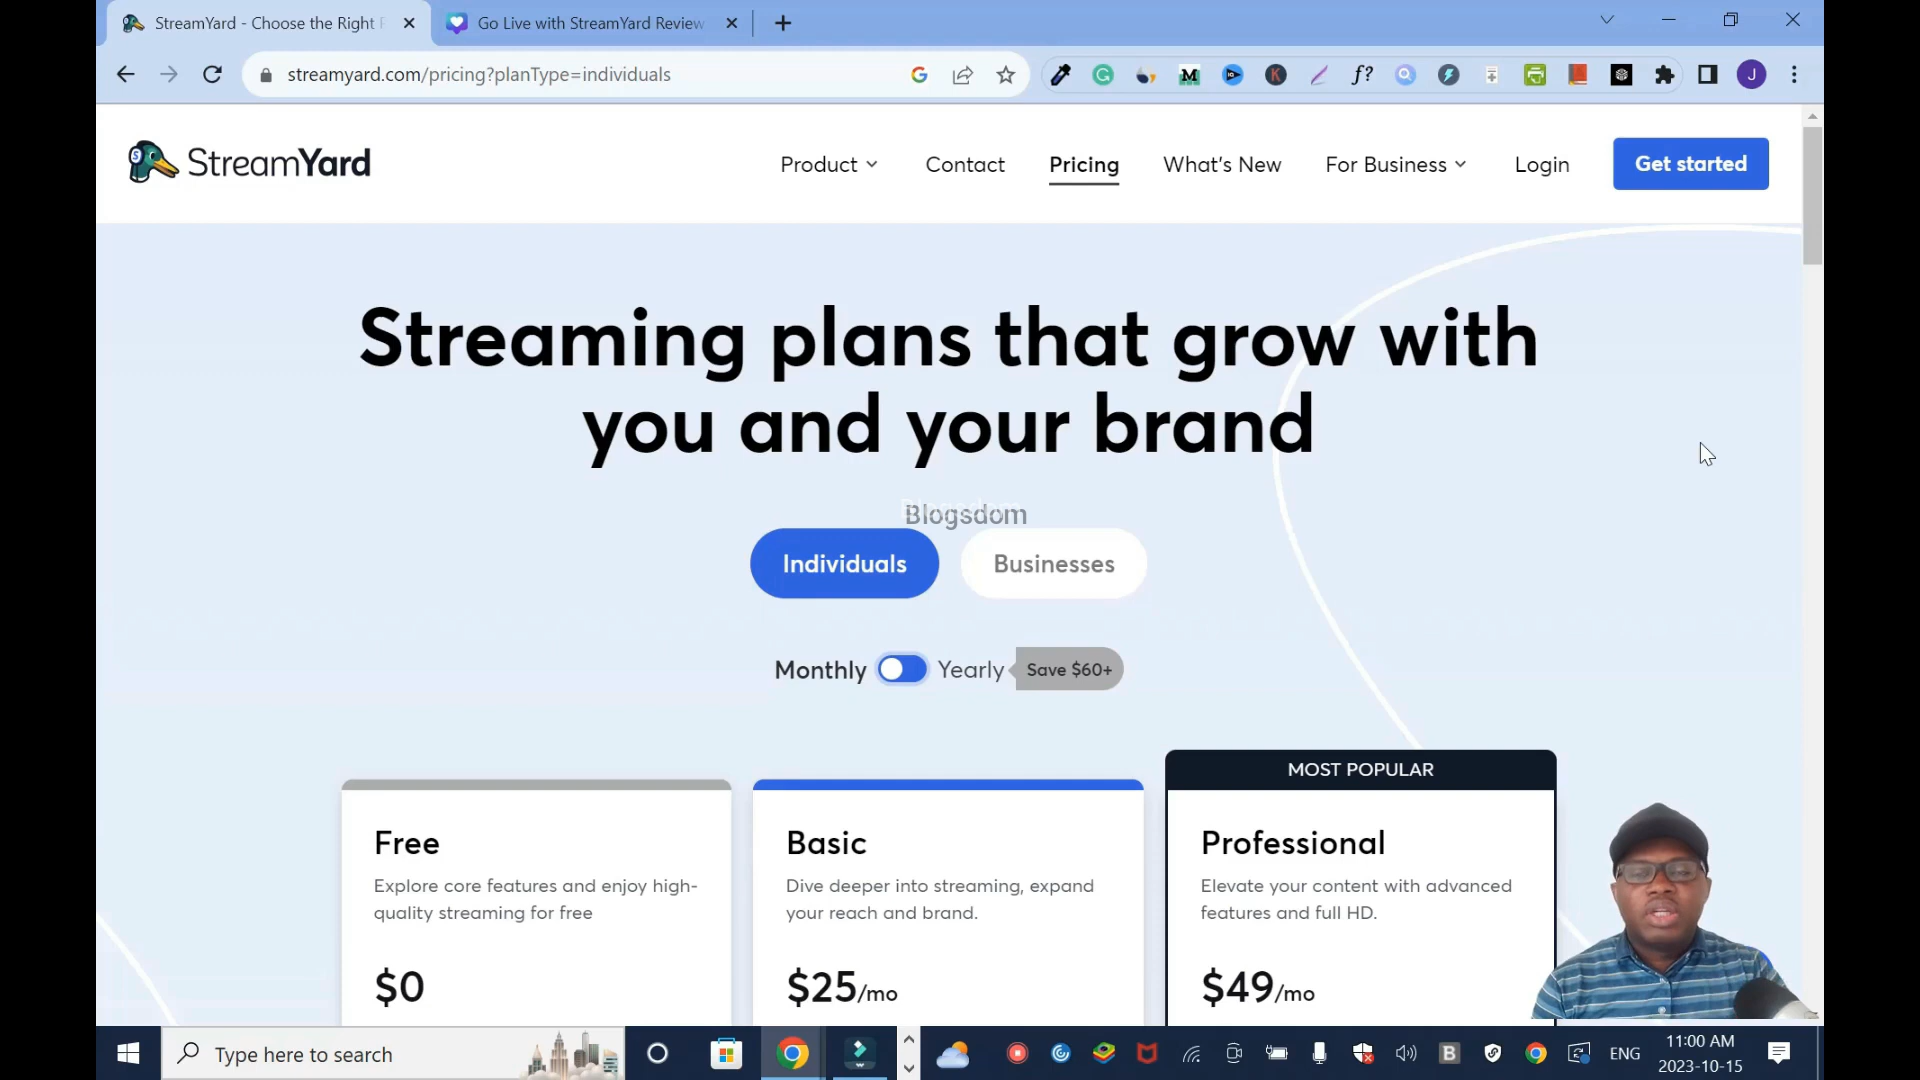 StreamYard - Choose the Right P
Go Live with StreamYard Review
streamyard.com/pricing?planType=individuals
StreamYard
Product
Contact
Pricing
What's New
For Business
Login
Get started
Streaming plans that grow with
you and your brand
Blogsdom
Individuals
Businesses
Monthly
Yearly
Save $60+
MOST POPULAR
Free
Explore core features and enjoy high-
quality streaming for free
$0
Basic
Dive deeper into streaming, expand
your reach and brand.
$25/mo
Professional
Elevate your content with advanced
features and full HD.
$49/mo
Type here to search
ENG
11:00 AM
2023-10-15